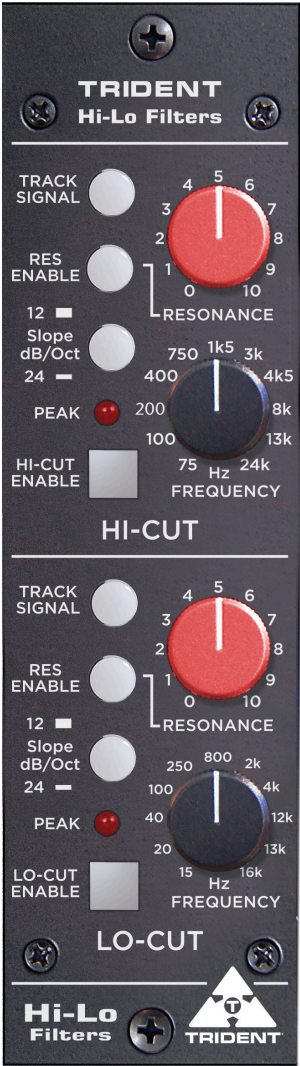 TRIDENT
Hi-Lo Filters
TRACK
SIGNAL
0 1 2 3 4 5 6 7 8 9 10
RES
ENABLE
RESONANCE
12
Slope
dB/Oct
24
PEAK
75 100 200 400 750 1k5 3k 4k5 8k 13k 24k
Hz
FREQUENCY
HI-CUT
ENABLE
HI-CUT
TRACK
SIGNAL
0 1 2 3 4 5 6 7 8 9 10
RES
ENABLE
RESONANCE
12
Slope
dB/Oct
24
PEAK
15 20 40 100 250 800 2k 4k 12k 13k 16k
Hz
FREQUENCY
LO-CUT
ENABLE
LO-CUT
Hi-Lo
Filters
T
TRIDENT